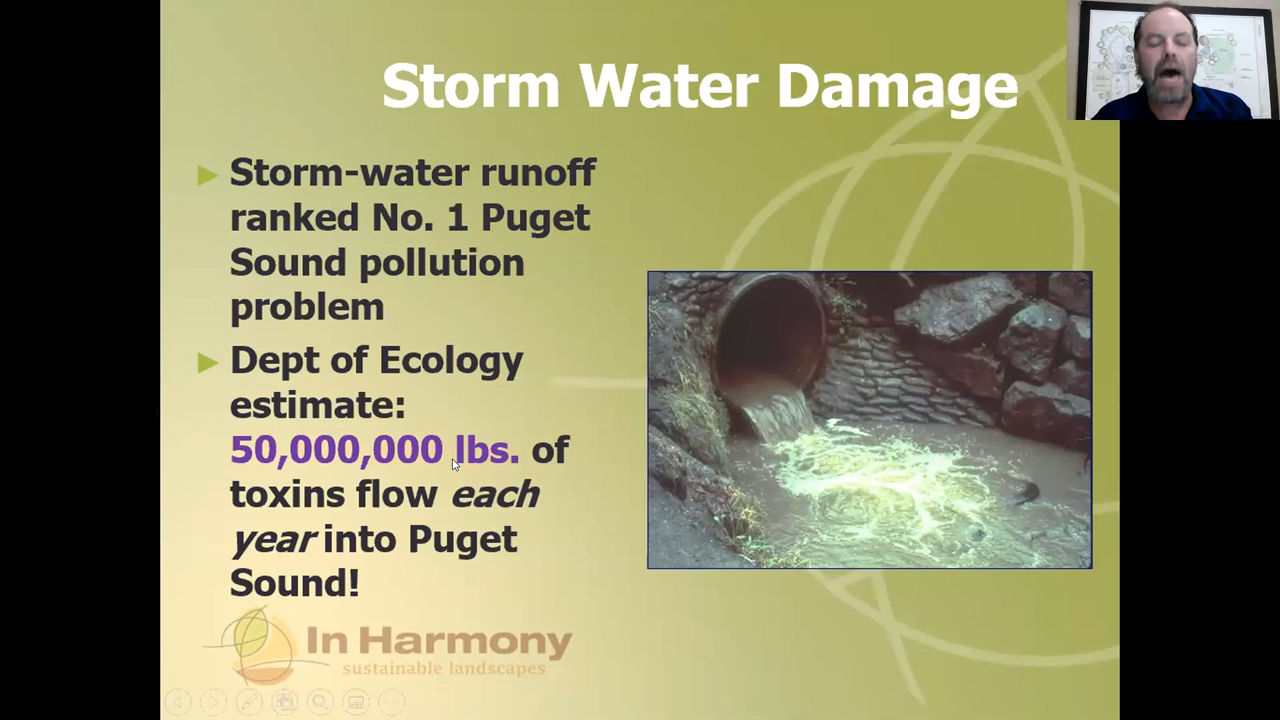 Storm Water Damage
Storm-water runoff
ranked No. 1 Puget
Sound pollution
problem
Dept of Ecology
estimate:
50,000,000 lbs. of
toxins flow each
year into Puget
Sound!
In Harmony
sustainable landscapes